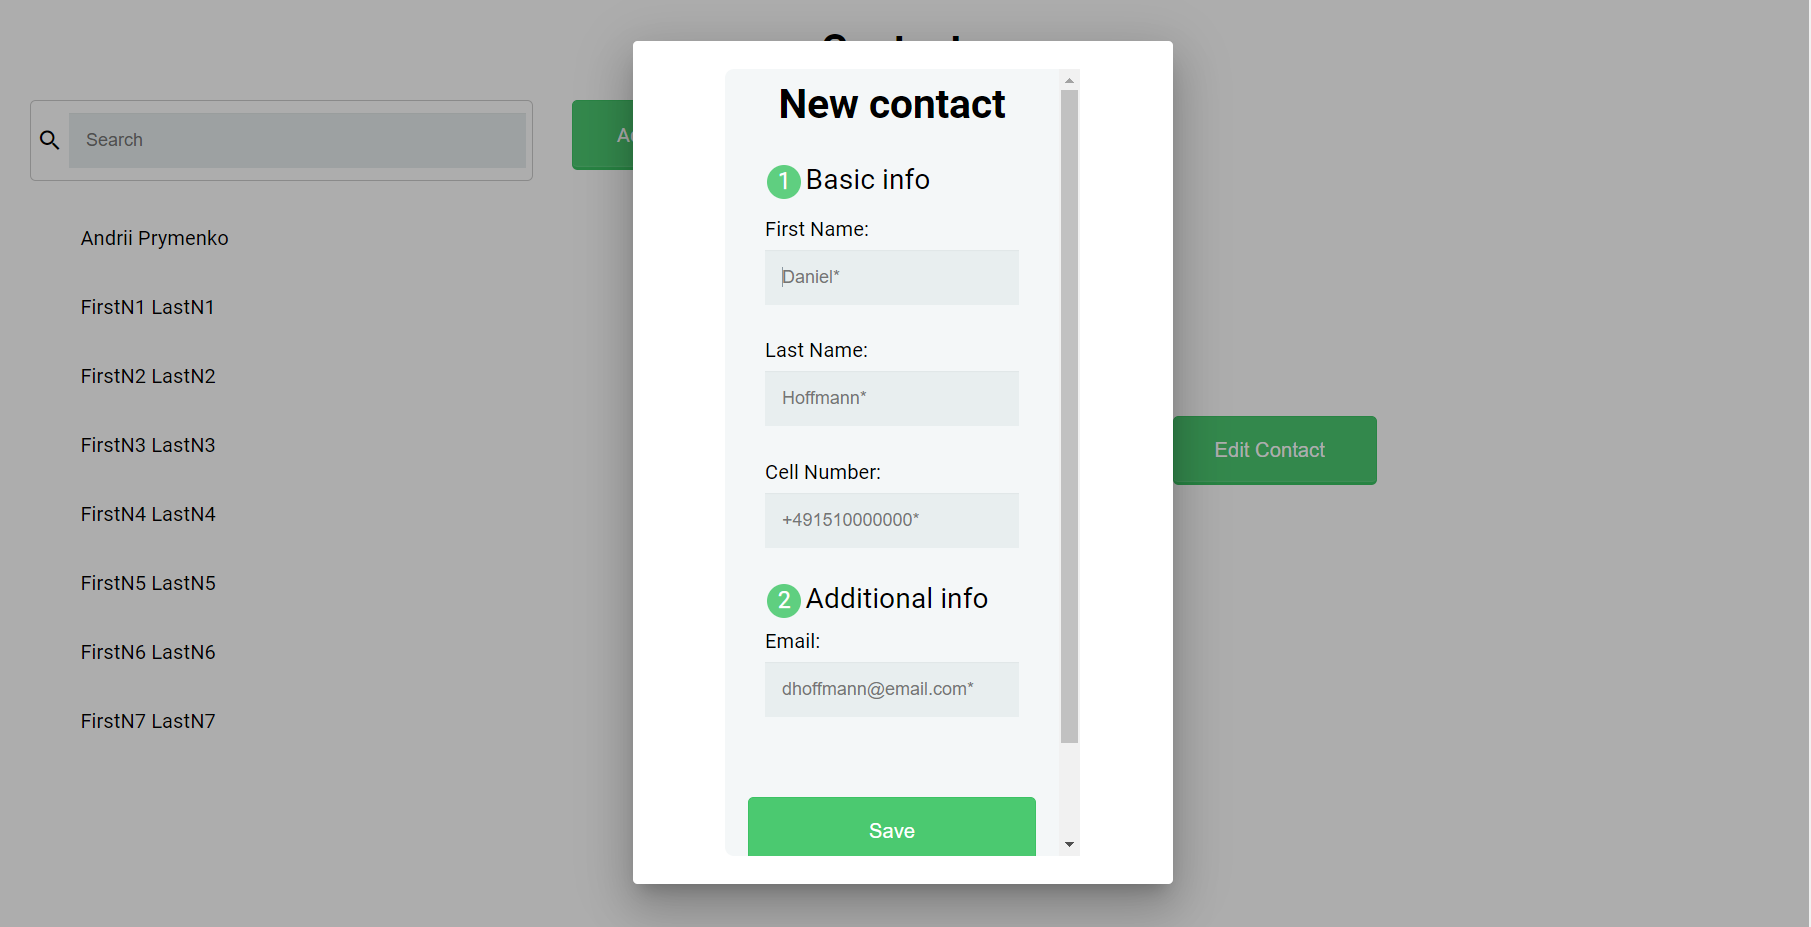 Search
Andrii Prymenko
FirstN1 LastN1
FirstN2 LastN2
FirstN3 LastN3
FirstN4 LastN4
FirstN5 LastN5
FirstN6 LastN6
FirstN7 LastN7
New contact
1 Basic info
First Name:
Daniel*
Last Name:
Hoffmann*
Cell Number:
+491510000000*
2 Additional info
Email:
dhoffmann@email.com*
Save
Edit Contact